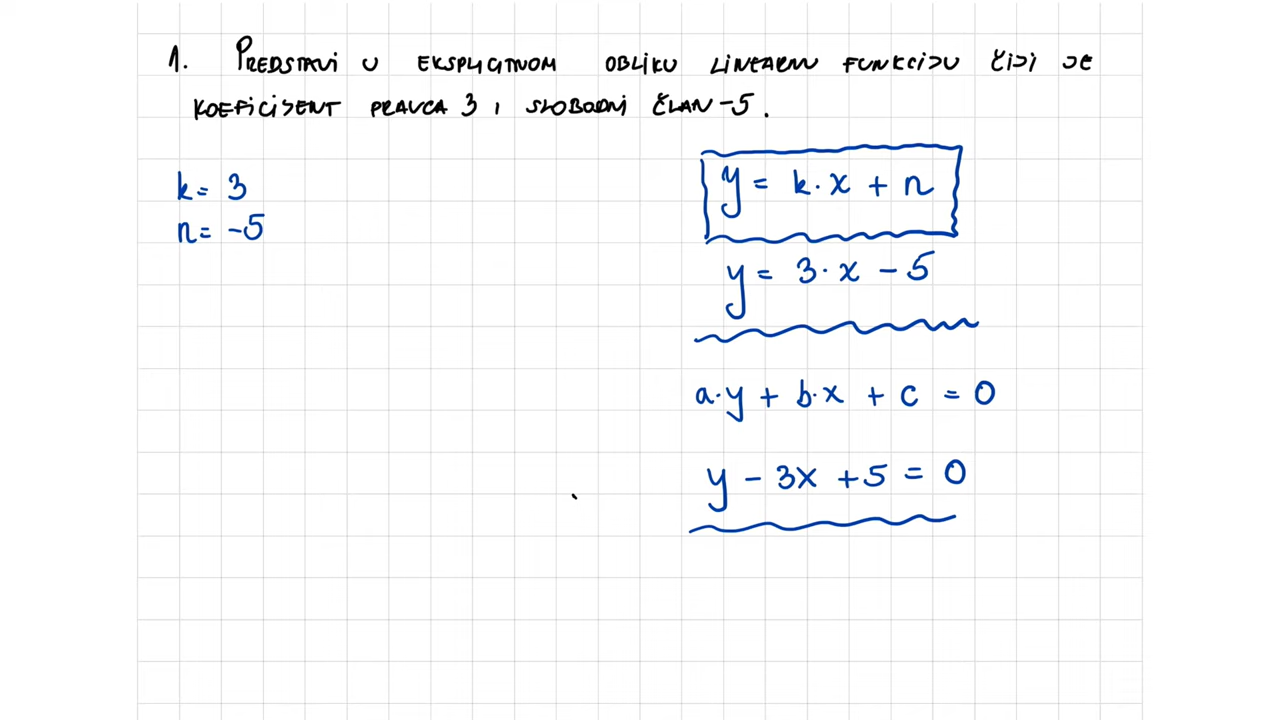 1. PREDSTAVI U EKSPLICITNOM OBLIKU LINEARNU FUNKCIJU ČIJI JE
KOEFICIJENT PRAVCA 3 I SLOBODNI ČLAN -5.
k = 3
n = -5
y = k·x + n
y = 3·x - 5
a·y + b·x + c = 0
y - 3x + 5 = 0